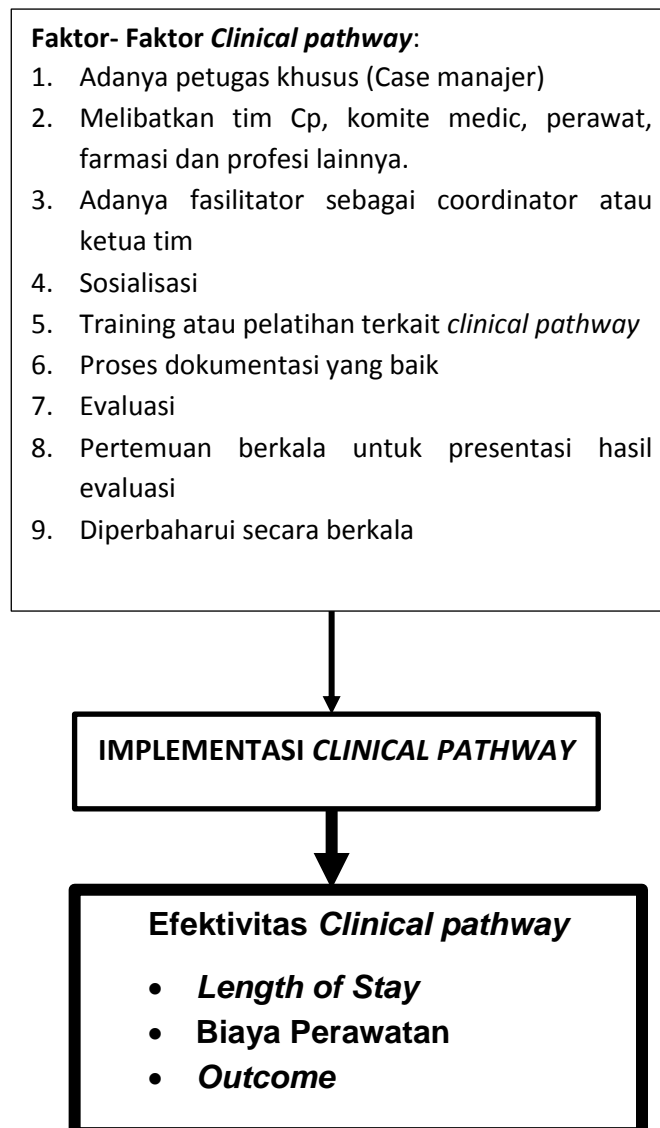 Faktor- Faktor Clinical pathway:
1. Adanya petugas khusus (Case manajer)
2. Melibatkan tim Cp, komite medic, perawat,
farmasi dan profesi lainnya.
3. Adanya fasilitator sebagai coordinator atau
ketua tim
4. Sosialisasi
5. Training atau pelatihan terkait clinical pathway
6. Proses dokumentasi yang baik
7. Evaluasi
8. Pertemuan berkala untuk presentasi hasil
evaluasi
9. Diperbaharui secara berkala
IMPLEMENTASI CLINICAL PATHWAY
Efektivitas Clinical pathway
• Length of Stay
• Biaya Perawatan
• Outcome